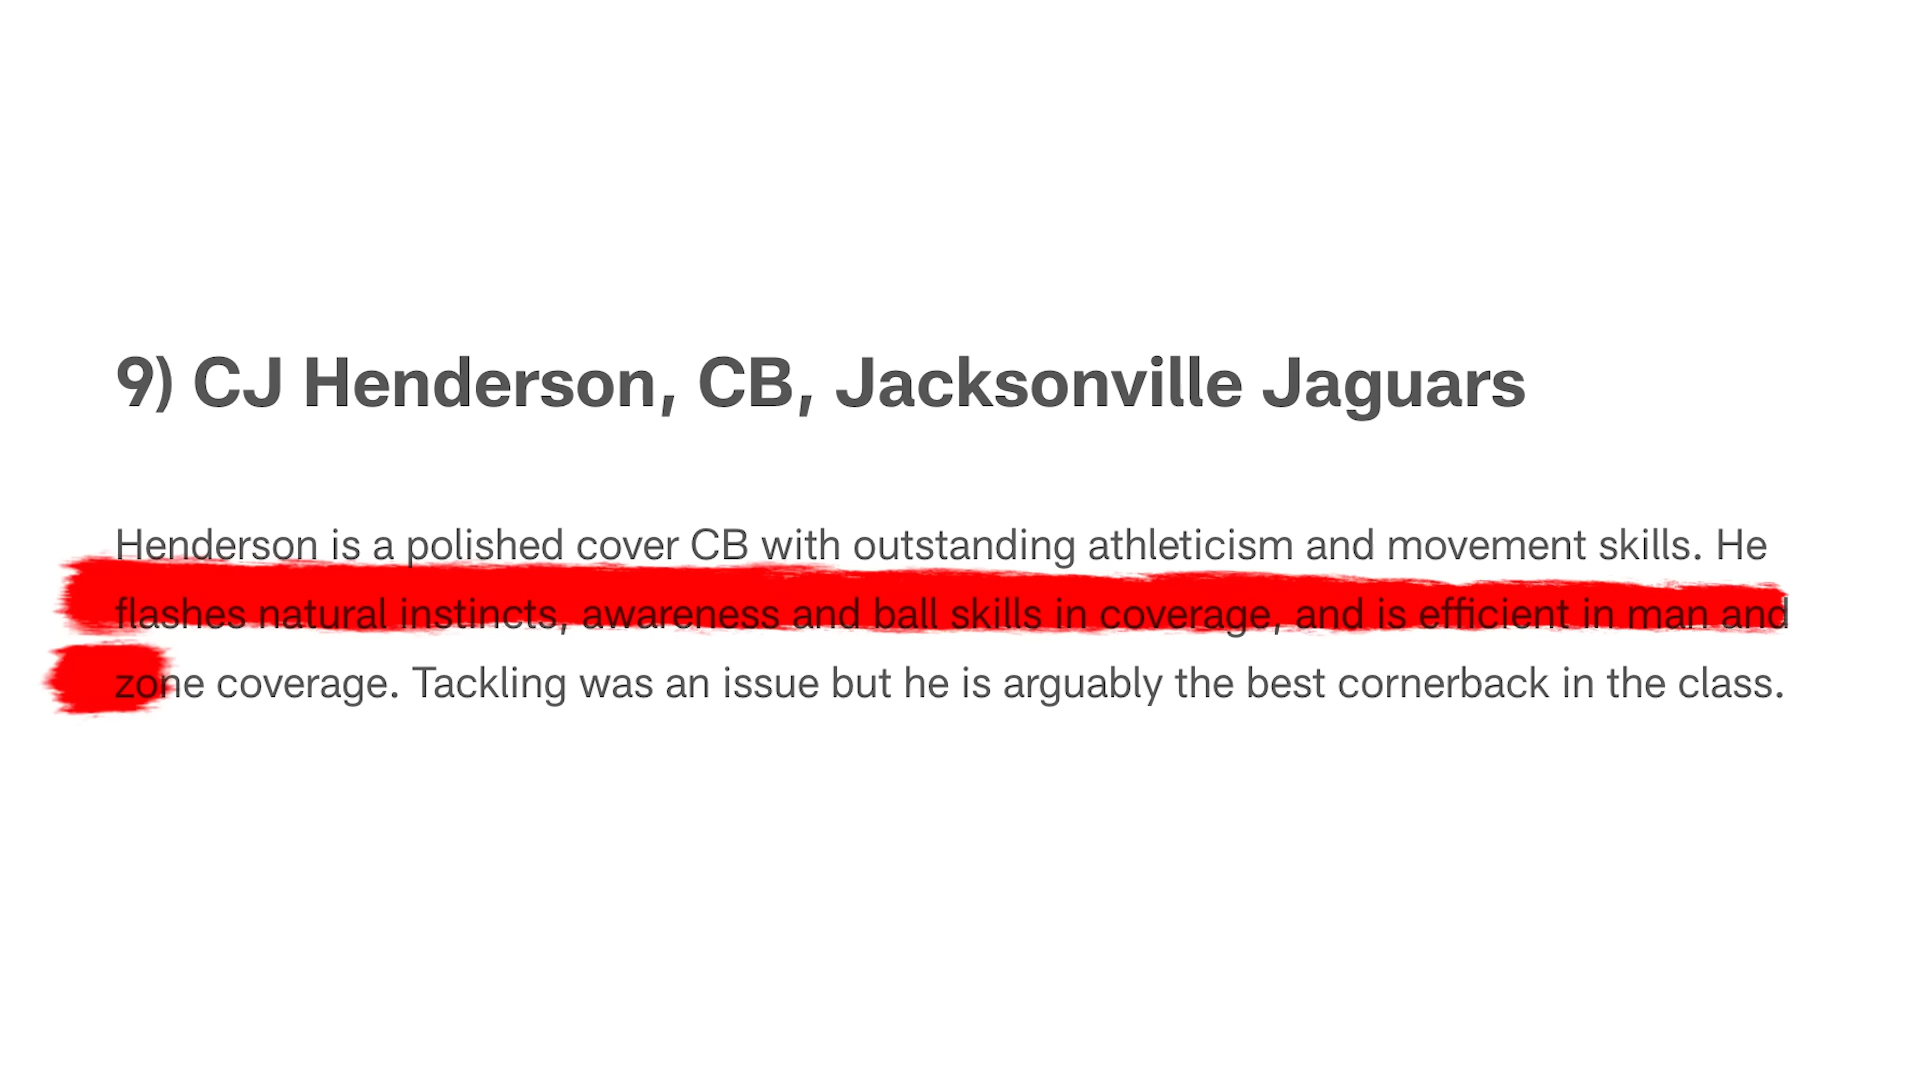 9) CJ Henderson, CB, Jacksonville Jaguars
Henderson is a polished cover CB with outstanding athleticism and movement skills. He
flashes natural instincts, awareness and ball skills in coverage, and is efficient in man and
zone coverage. Tackling was an issue but he is arguably the best cornerback in the class.